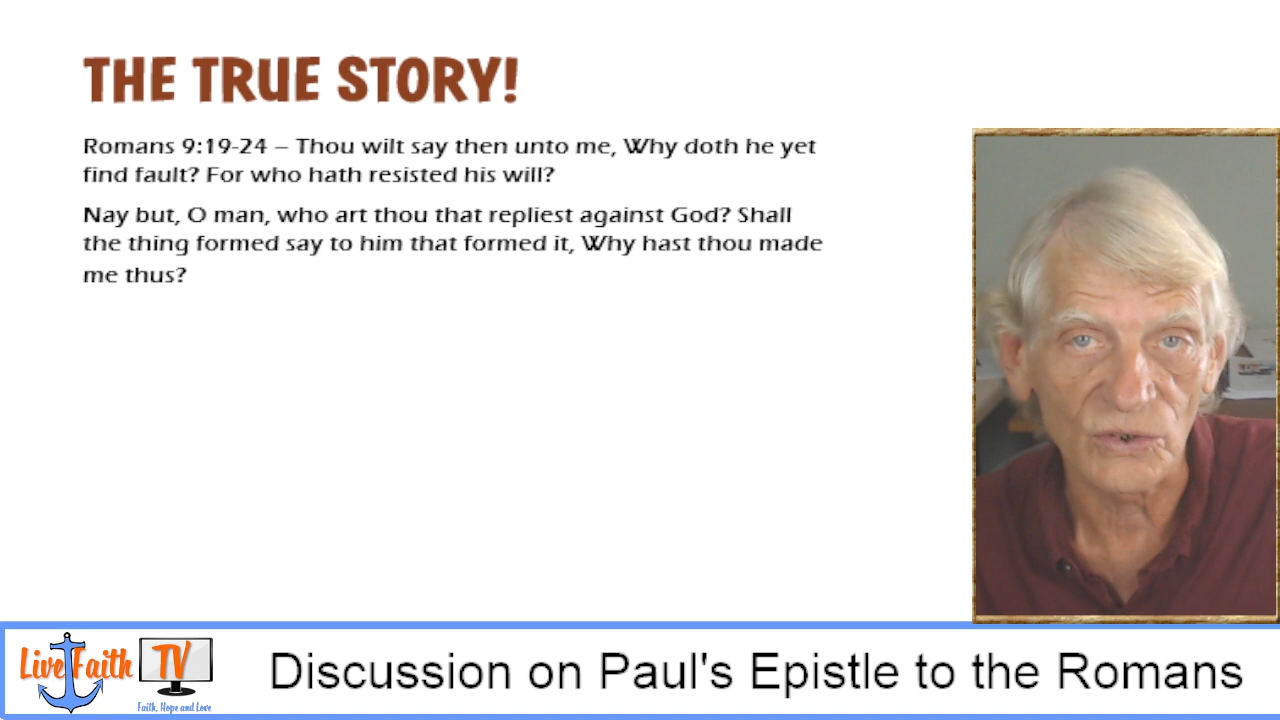 THE TRUE STORY!
Romans 9:19-24 – Thou wilt say then unto me, Why doth he yet
find fault? For who hath resisted his will?
Nay but, O man, who art thou that repliest against God? Shall
the thing formed say to him that formed it, Why hast thou made
me thus?
Live Faith TV
Faith, Hope and Love
Discussion on Paul's Epistle to the Romans